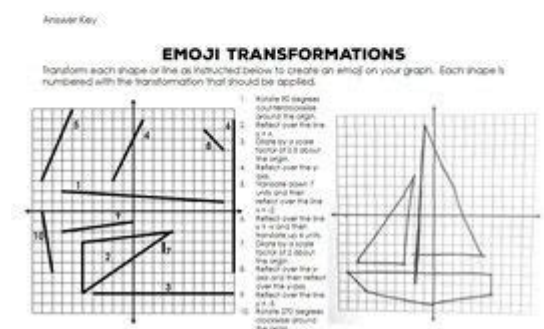 Answer Key
EMOJI TRANSFORMATIONS
Transform each shape or line as instructed below to create an emoji on your graph. Each shape is
numbered with the transformation that should be applied.
1. Rotate 90 degrees
counterclockwise
around the origin.
2. Reflect over the line
3. Dilate by a scale
factor of about
the origin.
4. Reflect over the y-
axis.
5. Translate down 7
units and then
reflect over the line
6. Reflect over the line
and then
translate up units.
7. Dilate by a scale
factor of 2 about
the origin.
8. Reflect over the
axis and then reflect
over the y-axis.
9. Reflect over the line
10. Rotate 270 degrees
clockwise around
the origin.
5
4
6
8
1
9
10
2
7
3